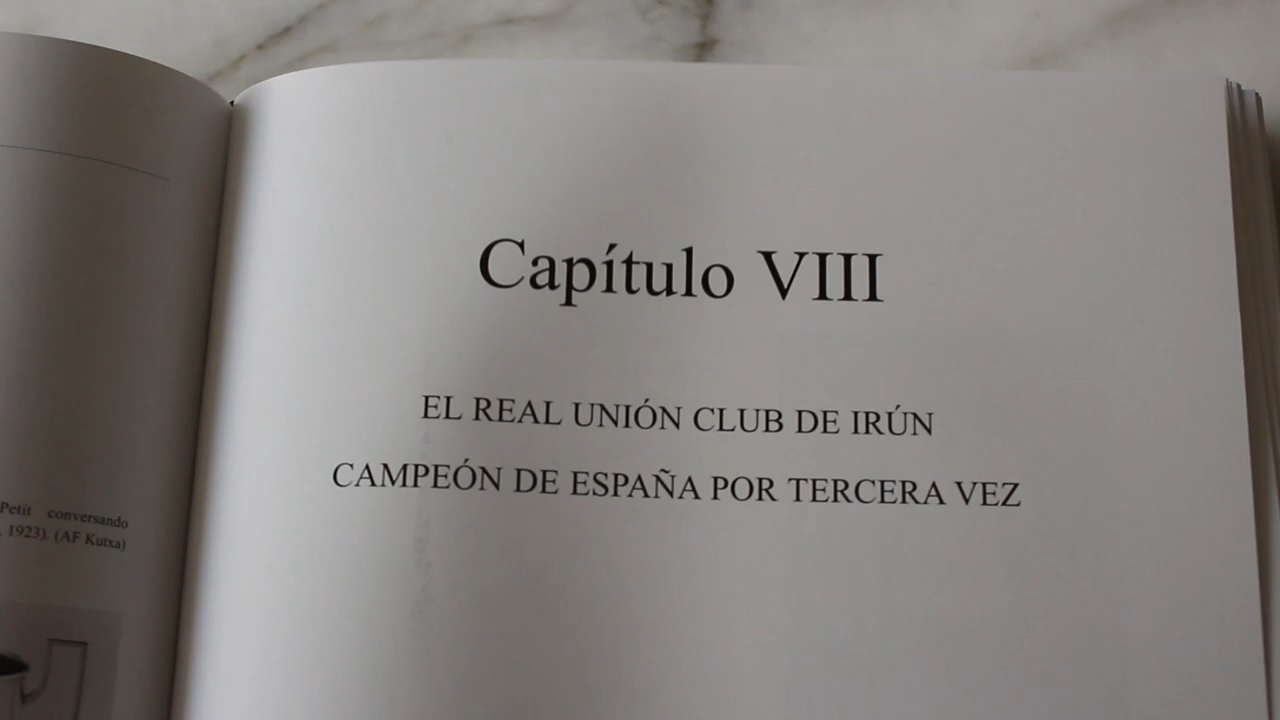 Petit conversando
, 1923). (AF Kutxa)
Capítulo VIII
EL REAL UNIÓN CLUB DE IRÚN
CAMPEÓN DE ESPAÑA POR TERCERA VEZ